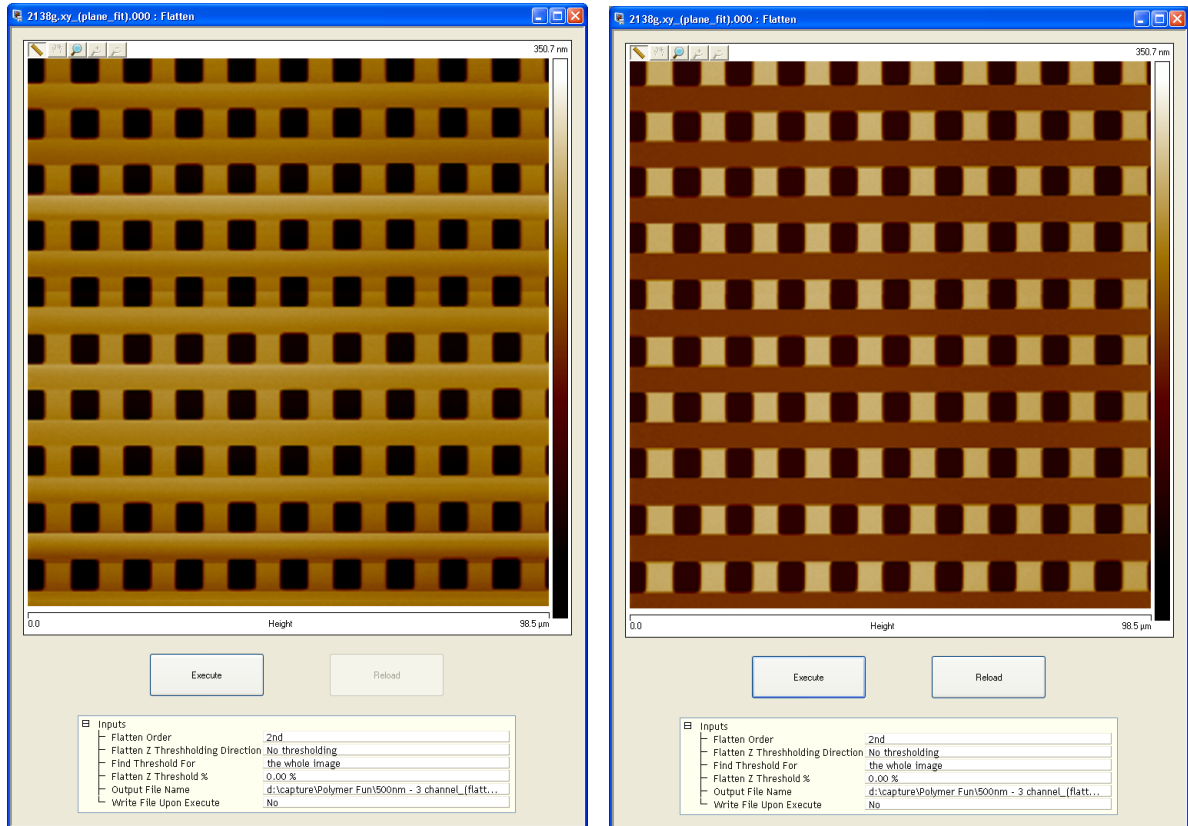 2138g.xy_(plane_fit).000 : Flatten
350.7 nm
0.0 Height 98.5 µm
Execute Reload
Inputs
Flatten Order 2nd
Flatten Z Threshholding Direction No thresholding
Find Threshold For the whole image
Flatten Z Threshold % 0.00 %
Output File Name d:\capture\Polymer Fun\500nm - 3 channel_(flatt...
Write File Upon Execute No
2138g.xy_(plane_fit).000 : Flatten
350.7 nm
0.0 Height 98.5 µm
Execute Reload
Inputs
Flatten Order 2nd
Flatten Z Threshholding Direction No thresholding
Find Threshold For the whole image
Flatten Z Threshold % 0.00 %
Output File Name d:\capture\Polymer Fun\500nm - 3 channel_(flatt...
Write File Upon Execute No